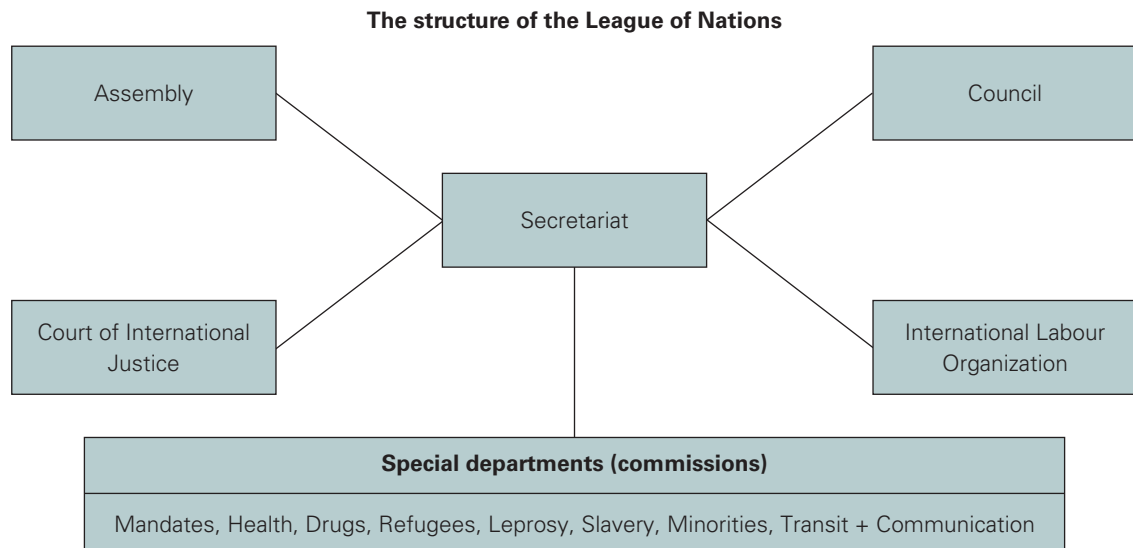 The structure of the League of Nations
Assembly
Council
Secretariat
Court of International
Justice
International Labour
Organization
Special departments (commissions)
Mandates, Health, Drugs, Refugees, Leprosy, Slavery, Minorities, Transit + Communication